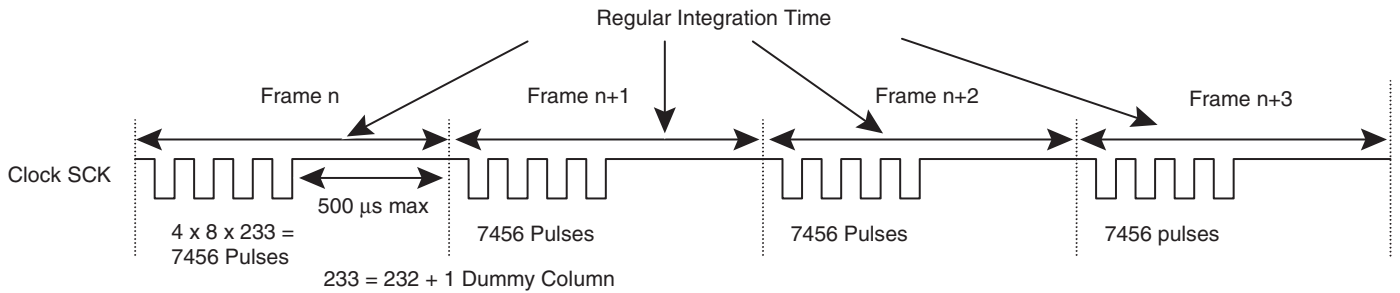 Regular Integration Time
Frame n
Frame n+1
Frame n+2
Frame n+3
Clock SCK
500 μs max
4 x 8 x 233 =
7456 Pulses
7456 Pulses
7456 Pulses
7456 pulses
233 = 232 + 1 Dummy Column